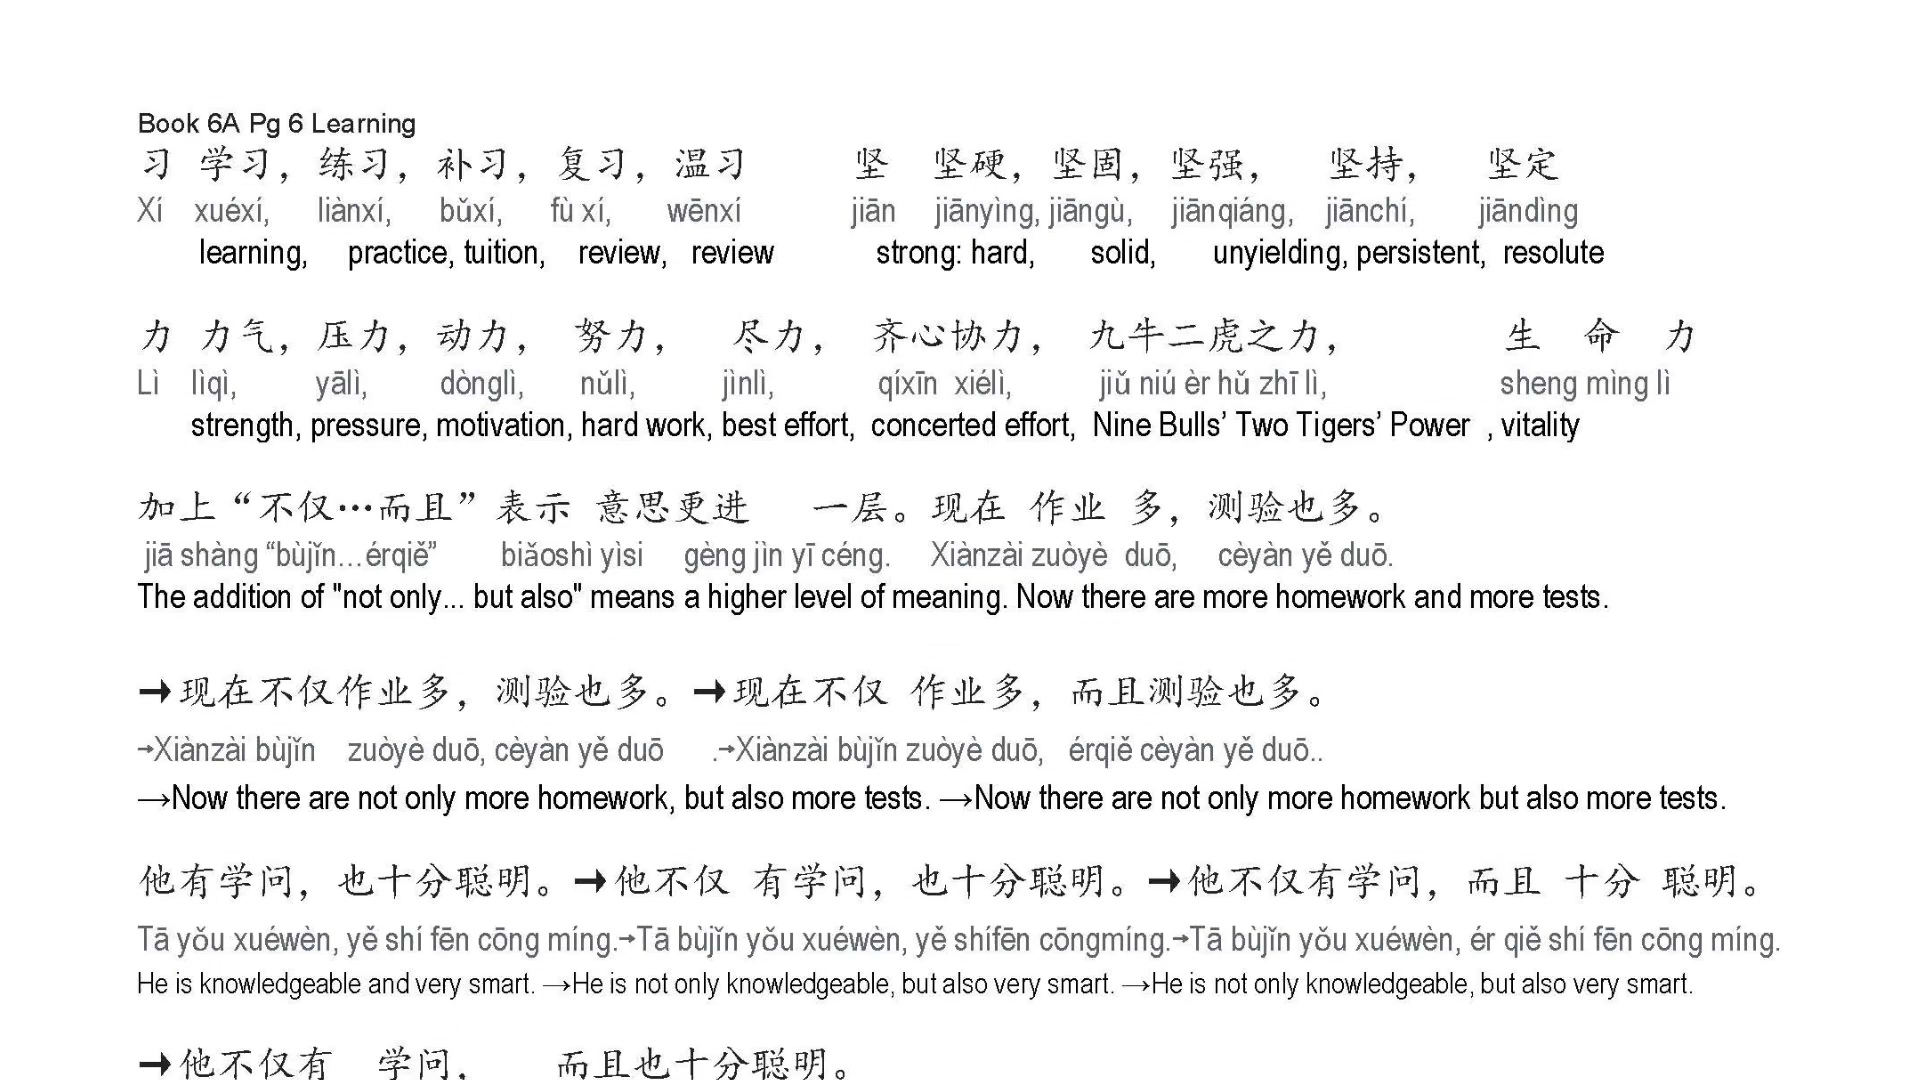 Book 6A Pg 6 Learning
习 学习，练习，补习，复习，温习 坚 坚硬，坚固，坚强， 坚持， 坚定
Xí xuéxí, liànxí, bǔxí, fù xí, wēnxí jiān jiānyìng, jiāngù, jiānqiáng, jiānchí, jiāndìng
learning, practice, tuition, review, review strong: hard, solid, unyielding, persistent, resolute
力 力气，压力，动力， 努力， 尽力， 齐心协力， 九牛二虎之力， 生 命 力
Lì lìqì, yālì, dònglì, nǔlì, jìnlì, qíxīn xiélì, jiǔ niú èr hǔ zhī lì, sheng mìng lì
strength, pressure, motivation, hard work, best effort, concerted effort, Nine Bulls’ Two Tigers’ Power , vitality
加上“不仅…而且”表示 意思更进 一层。现在 作业 多，测验也多。
jiā shàng “bùjǐn…érqiě” biǎoshì yìsi gèng jìn yī céng. Xiànzài zuòyè duō, cèyàn yě duō.
The addition of "not only... but also" means a higher level of meaning. Now there are more homework and more tests.
➞现在不仅作业多，测验也多。➞现在不仅 作业多，而且测验也多。
→Xiànzài bùjǐn zuòyè duō, cèyàn yě duō .→Xiànzài bùjǐn zuòyè duō, érqiě cèyàn yě duō..
→Now there are not only more homework, but also more tests. →Now there are not only more homework but also more tests.
他有学问，也十分聪明。➞他不仅 有学问，也十分聪明。➞他不仅有学问，而且 十分 聪明。
Tā yǒu xuéwèn, yě shí fēn cōng míng.→Tā bùjǐn yǒu xuéwèn, yě shífēn cōngmíng.→Tā bùjǐn yǒu xuéwèn, ér qiě shí fēn cōng míng.
He is knowledgeable and very smart. →He is not only knowledgeable, but also very smart. →He is not only knowledgeable, but also very smart.
➞他不仅有 学问， 而且也十分聪明。